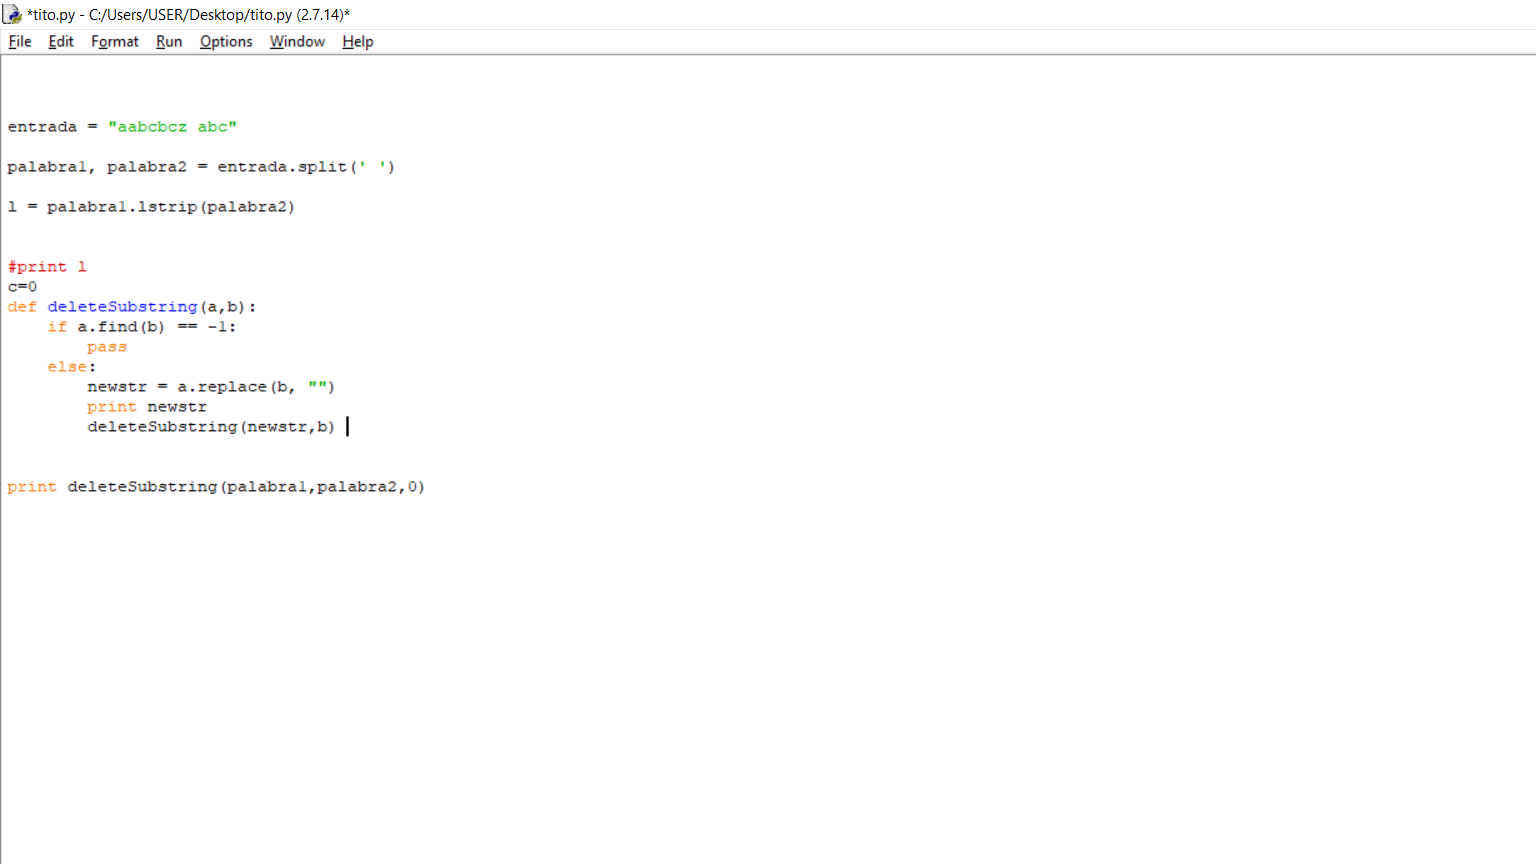 *tito.py - C:/Users/USER/Desktop/tito.py (2.7.14)*
File Edit Format Run Options Window Help
entrada = "aabcbcz abc"
palabra1, palabra2 = entrada.split(' ')
l = palabra1.lstrip(palabra2)
#print l
c=0
def deleteSubstring(a,b):
    if a.find(b) == -1:
        pass
    else:
        newstr = a.replace(b, "")
        print newstr
        deleteSubstring(newstr,b)
print deleteSubstring(palabra1,palabra2,0)